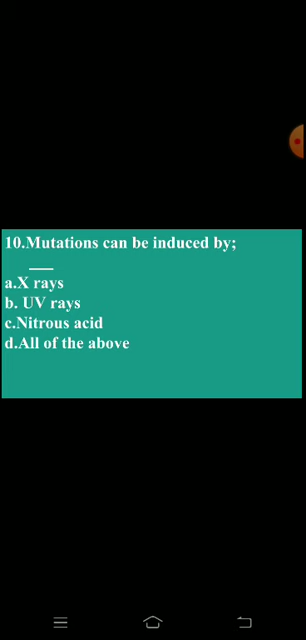 10.Mutations can be induced by;
___
a.X rays
b. UV rays
c.Nitrous acid
d.All of the above